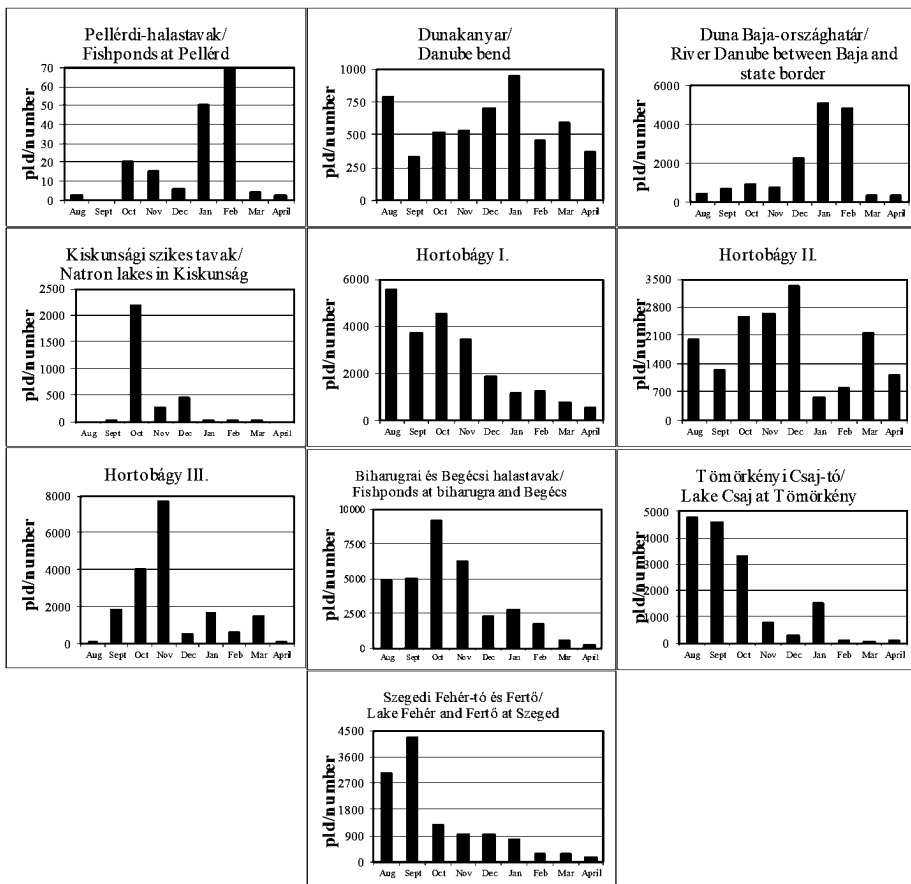 Pellérdi-halastavak/
Fishponds at Pellérd
pld/number
70
60
50
40
30
20
10
0
Aug Sept Oct Nov Dec Jan Feb Mar April
Dunakanyar/
Danube bend
pld/number
1000
750
500
250
0
Aug Sept Oct Nov Dec Jan Feb Mar April
Duna Baja-országhatár/
River Danube between Baja and
state border
pld/number
6000
4000
2000
0
Aug Sept Oct Nov Dec Jan Feb Mar April
Kiskunsági szikes tavak/
Natron lakes in Kiskunság
pld/number
2500
2000
1500
1000
500
0
Aug Sept Oct Nov Dec Jan Feb Mar April
Hortobágy I.
pld/number
6000
4000
2000
0
Aug Sept Oct Nov Dec Jan Feb Mar April
Hortobágy II.
pld/number
3500
2800
2100
1400
700
0
Aug Sept Oct Nov Dec Jan Feb Mar April
Hortobágy III.
pld/number
8000
6000
4000
2000
0
Aug Sept Oct Nov Dec Jan Feb Mar April
Biharugrai és Begécsi halastavak/
Fishponds at biharugra and Begécs
pld/number
10000
7500
5000
2500
0
Aug Sept Oct Nov Dec Jan Feb Mar April
Tömörkényi Csaj-tó/
Lake Csaj at Tömörkény
pld/number
5000
4000
3000
2000
1000
0
Aug Sept Oct Nov Dec Jan Feb Mar April
Szegedi Fehér-tó és Fertő/
Lake Fehér and Fertő at Szeged
pld/number
4500
3600
2700
1800
900
0
Aug Sept Oct Nov Dec Jan Feb Mar April